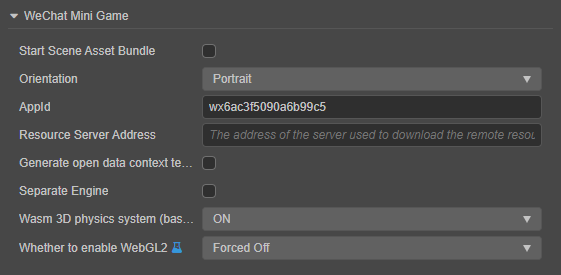 WeChat Mini Game
Start Scene Asset Bundle
Orientation Portrait
AppId wx6ac3f5090a6b99c5
Resource Server Address The address of the server used to download the remote resou
Generate open data context te...
Separate Engine
Wasm 3D physics system (bas... ON
Whether to enable WebGL2 Forced Off